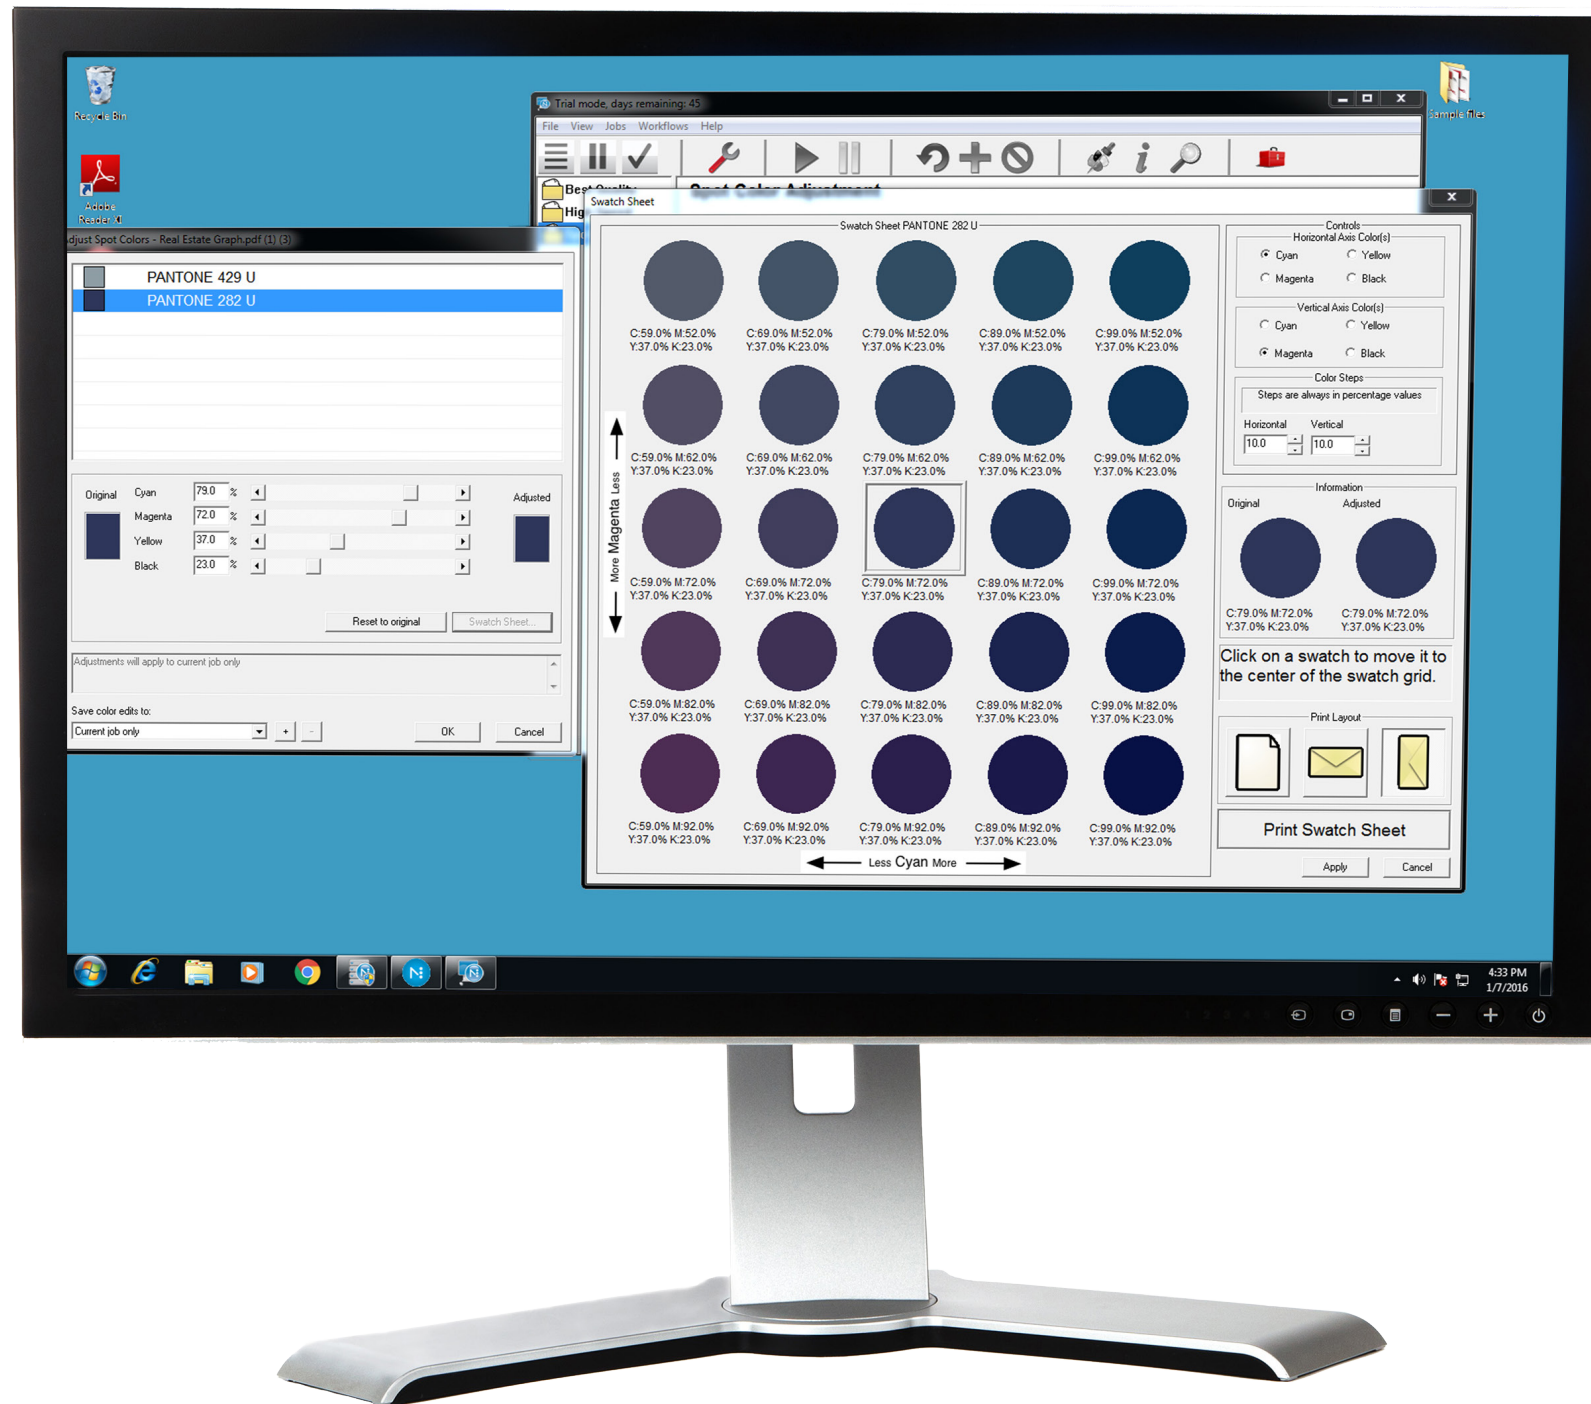 Recycle Bin
Adobe
Reader XI
Sample files
Trial mode, days remaining: 45
File View Jobs Workflows Help
Best Quality
Spot Color Adjustment
High
Adjust Spot Colors - Real Estate Graph.pdf (1) (3)
PANTONE 429 U
PANTONE 282 U
Original
Adjusted
Cyan 79.0 %
Magenta 72.0 %
Yellow 37.0 %
Black 23.0 %
Reset to original
Swatch Sheet...
Adjustments will apply to current job only
Save color edits to:
Current job only
+ -
OK
Cancel
Swatch Sheet
X
Swatch Sheet PANTONE 282 U
C:59.0% M:52.0% C:69.0% M:52.0% C:79.0% M:52.0% C:89.0% M:52.0% C:99.0% M:52.0%
Y:37.0% K:23.0% Y:37.0% K:23.0% Y:37.0% K:23.0% Y:37.0% K:23.0% Y:37.0% K:23.0%
C:59.0% M:62.0% C:69.0% M:62.0% C:79.0% M:62.0% C:89.0% M:62.0% C:99.0% M:62.0%
Y:37.0% K:23.0% Y:37.0% K:23.0% Y:37.0% K:23.0% Y:37.0% K:23.0% Y:37.0% K:23.0%
C:59.0% M:72.0% C:69.0% M:72.0% C:79.0% M:72.0% C:89.0% M:72.0% C:99.0% M:72.0%
Y:37.0% K:23.0% Y:37.0% K:23.0% Y:37.0% K:23.0% Y:37.0% K:23.0% Y:37.0% K:23.0%
C:59.0% M:82.0% C:69.0% M:82.0% C:79.0% M:82.0% C:89.0% M:82.0% C:99.0% M:82.0%
Y:37.0% K:23.0% Y:37.0% K:23.0% Y:37.0% K:23.0% Y:37.0% K:23.0% Y:37.0% K:23.0%
C:59.0% M:92.0% C:69.0% M:92.0% C:79.0% M:92.0% C:89.0% M:92.0% C:99.0% M:92.0%
Y:37.0% K:23.0% Y:37.0% K:23.0% Y:37.0% K:23.0% Y:37.0% K:23.0% Y:37.0% K:23.0%
More Magenta Less
Less Cyan More
Controls
Horizontal Axis Color(s)
Cyan Yellow
Magenta Black
Vertical Axis Color(s)
Cyan Yellow
Magenta Black
Color Steps
Steps are always in percentage values
Horizontal Vertical
10.0 10.0
Information
Original Adjusted
C:79.0% M:72.0% C:79.0% M:72.0%
Y:37.0% K:23.0% Y:37.0% K:23.0%
Click on a swatch to move it to
the center of the swatch grid.
Print Layout
Print Swatch Sheet
Apply Cancel
4:33 PM
1/7/2016